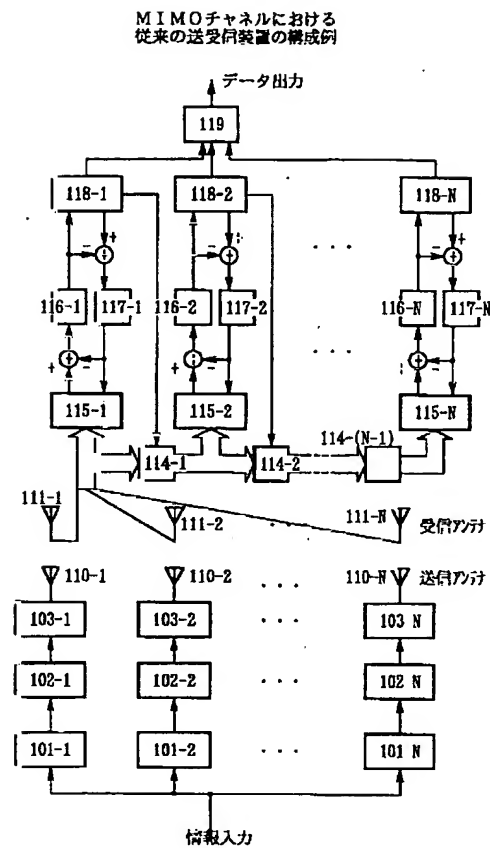 MIMOチャネルにおける
従来の送受信装置の構成例
データ出力
119
118-1
118-2
118-N
+
-
+
-
+
-
116-1
117-1
116-2
117-2
116-N
117-N
+
-
+
-
-
115-1
115-2
115-N
114-1
114-2
114-(N-1)
111-1
111-2
111-N
受信アンテナ
110-1
110-2
110-N
送信アンテナ
103-1
103-2
103 N
102-1
102-2
102 N
101-1
101-2
101 N
情報入力